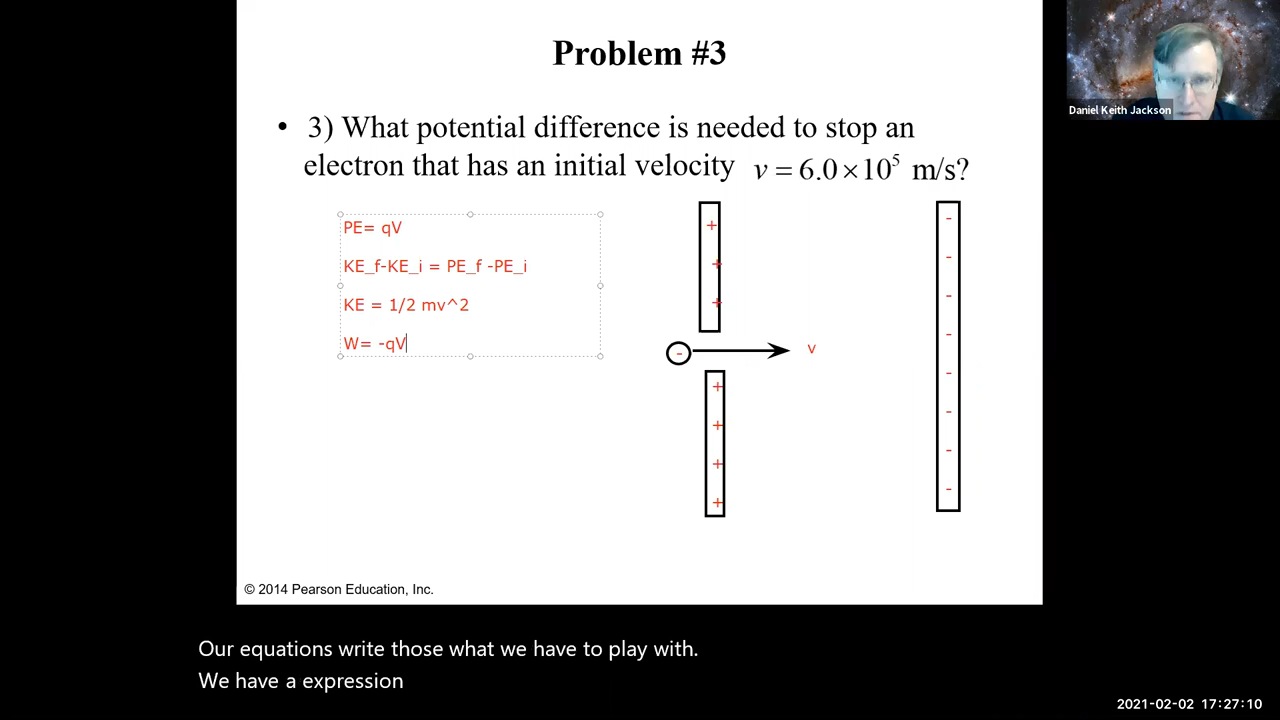 Problem #3
Daniel Keith Jackson
• 3) What potential difference is needed to stop an
electron that has an initial velocity v = 6.0 × 10⁵ m/s?
PE= qV
KE_f-KE_i = PE_f -PE_i
KE = 1/2 mv^2
W= -qV
+
+
+
-
v
+
+
+
+
-
-
-
-
-
-
-
-
© 2014 Pearson Education, Inc.
Our equations write those what we have to play with.
We have a expression
2021-02-02 17:27:10